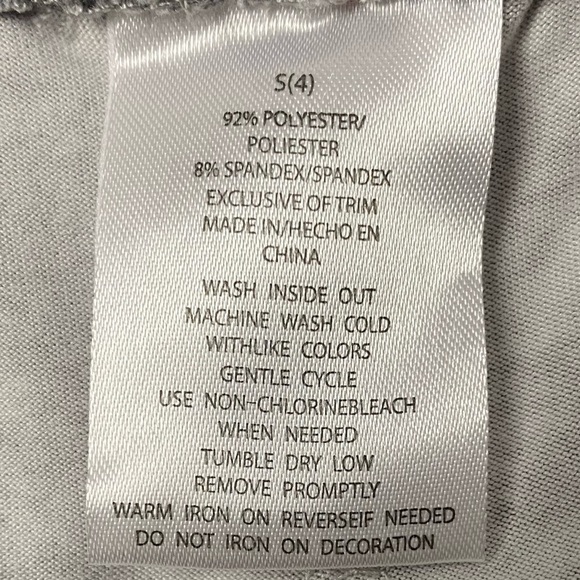 S(4)
92% POLYESTER/
POLIESTER
8% SPANDEX/SPANDEX
EXCLUSIVE OF TRIM
MADE IN/HECHO EN
CHINA
WASH INSIDE OUT
MACHINE WASH COLD
WITHLIKE COLORS
GENTLE CYCLE
USE NON-CHLORINEBLEACH
WHEN NEEDED
TUMBLE DRY LOW
REMOVE PROMPTLY
WARM IRON ON REVERSEIF NEEDED
DO NOT IRON ON DECORATION